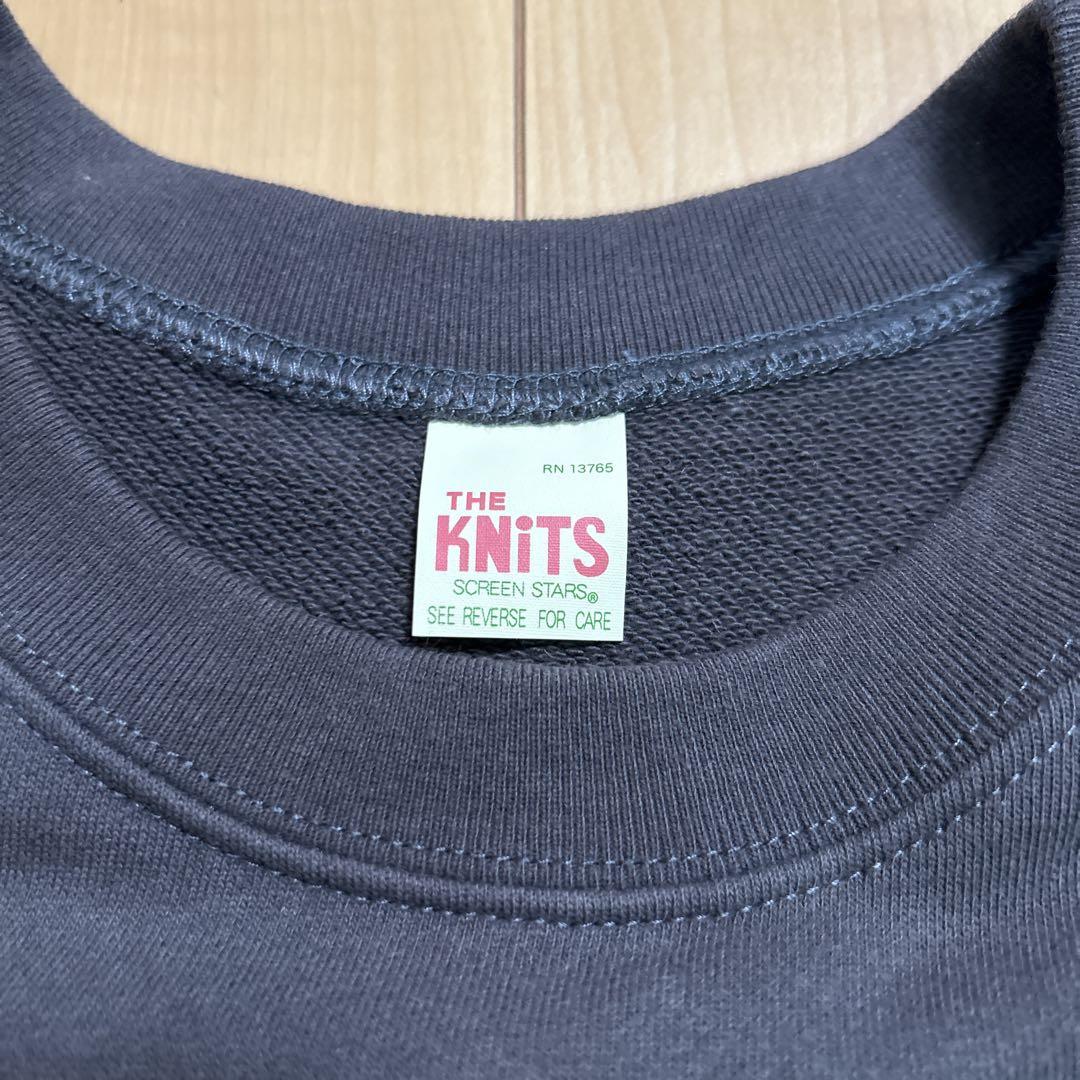 RN 13765
THE
KNiTS
SCREEN STARS®
SEE REVERSE FOR CARE